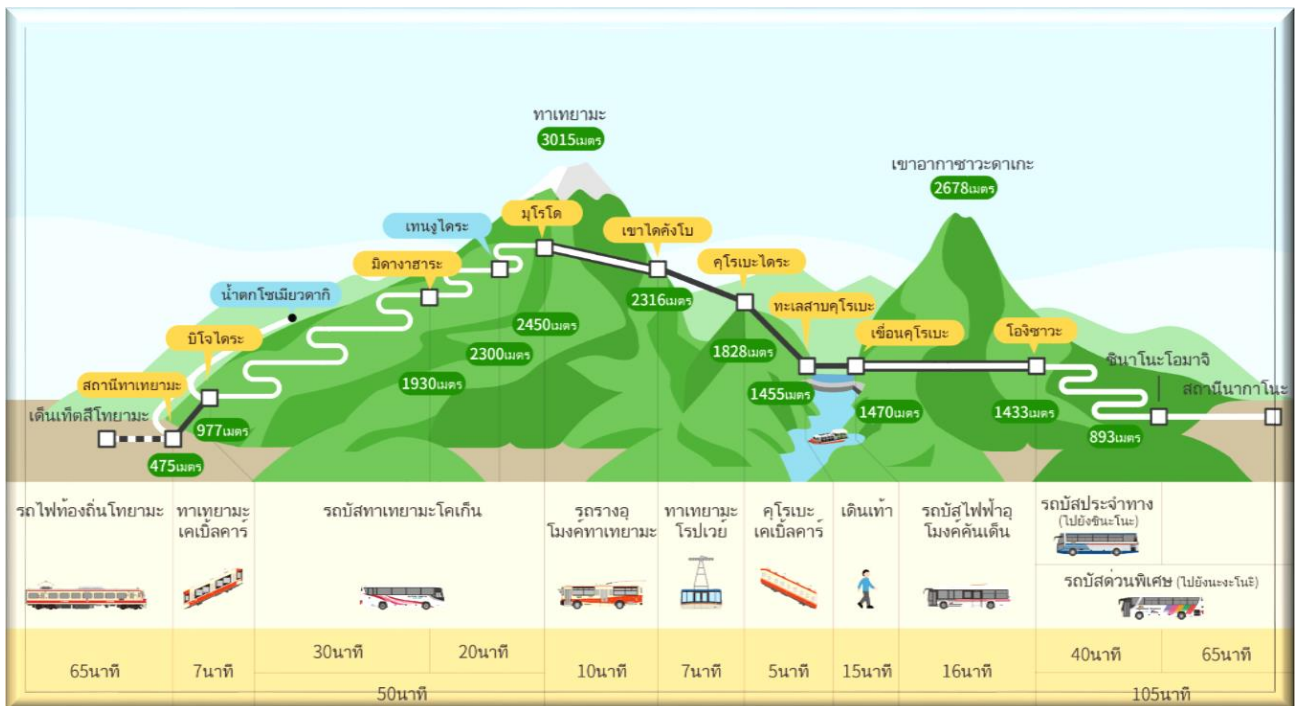 ทาเทยามะ
3015เมตร
เขาอากาซาวะดาเกะ
2678เมตร
มุโรโด
เทนงูไดระ
เขาไดคังโบ
มิดางาฮาระ
คุโรเบะไดระ
น้ำตกโชเมียวดากิ
ทะเลสาบคุโรเบะ
2316เมตร
บิโจไดระ
เขื่อนคุโรเบะ
โอกิซาวะ
2450เมตร
2300เมตร
1828เมตร
ชินาโนะโอมาจิ
สถานีทาเทยามะ
1930เมตร
สถานีนากาโนะ
1455เมตร
เด็นเท็ตสึโทยามะ
1470เมตร
1433เมตร
977เมตร
893เมตร
475เมตร
รถไฟท้องถิ่นโทยามะ
ทาเทยามะ
เคเบิ้ลคาร์
รถบัสทาเทยามะโคเก็น
รถรางอุ
โมงค์ทาเทยามะ
ทาเทยามะ
โรปเวย์
คุโรเบะ
เคเบิ้ลคาร์
เดินเท้า
รถบัสไฟฟ้าอุ
โมงค์คันเด็น
รถบัสประจำทาง
(ไปยังชินะโนะ)
รถบัสด่วนพิเศษ (ไปยังนะงะโนะ)
65นาที
7นาที
30นาที
20นาที
50นาที
10นาที
7นาที
5นาที
15นาที
16นาที
40นาที
65นาที
105นาที